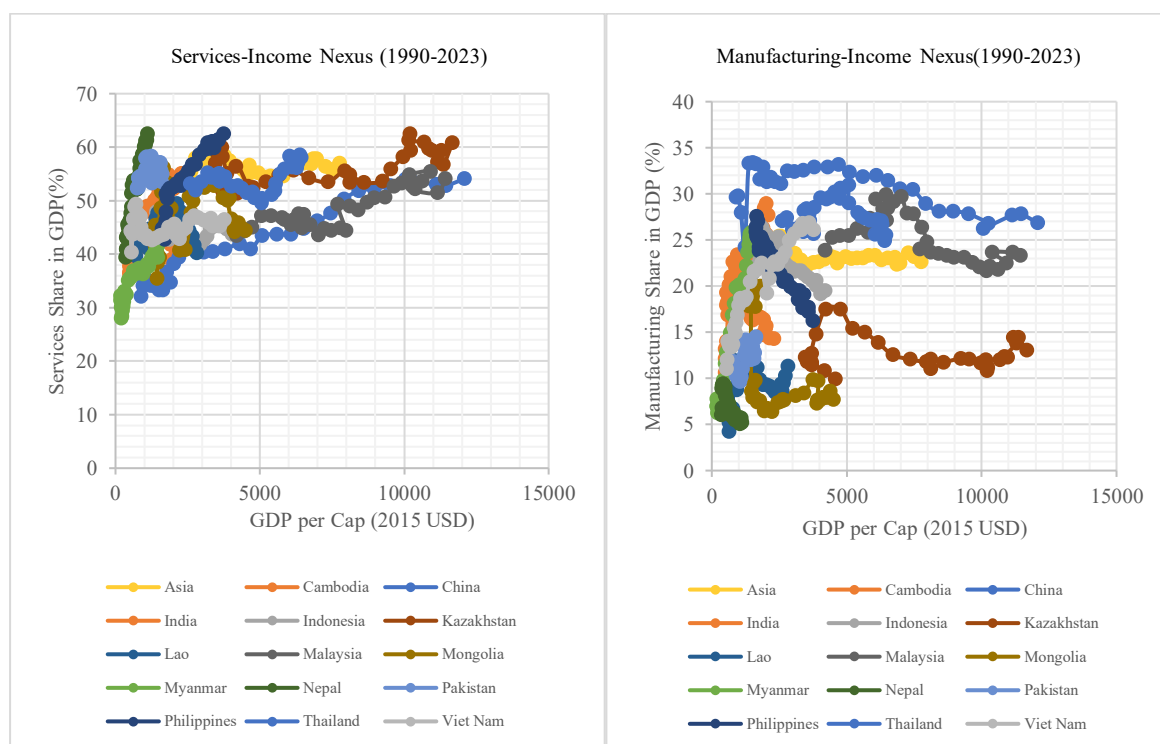 Services-Income Nexus (1990-2023)
70
60
50
40
30
20
10
0
Services Share in GDP(%)
0
5000
10000
15000
GDP per Cap (2015 USD)
Asia
Cambodia
China
India
Indonesia
Kazakhstan
Lao
Malaysia
Mongolia
Myanmar
Nepal
Pakistan
Philippines
Thailand
Viet Nam
Manufacturing-Income Nexus(1990-2023)
40
35
30
25
20
15
10
5
0
Manufacturing Share in GDP (%)
0
5000
10000
15000
GDP per Cap (2015 USD)
Asia
Cambodia
China
India
Indonesia
Kazakhstan
Lao
Malaysia
Mongolia
Myanmar
Nepal
Pakistan
Philippines
Thailand
Viet Nam